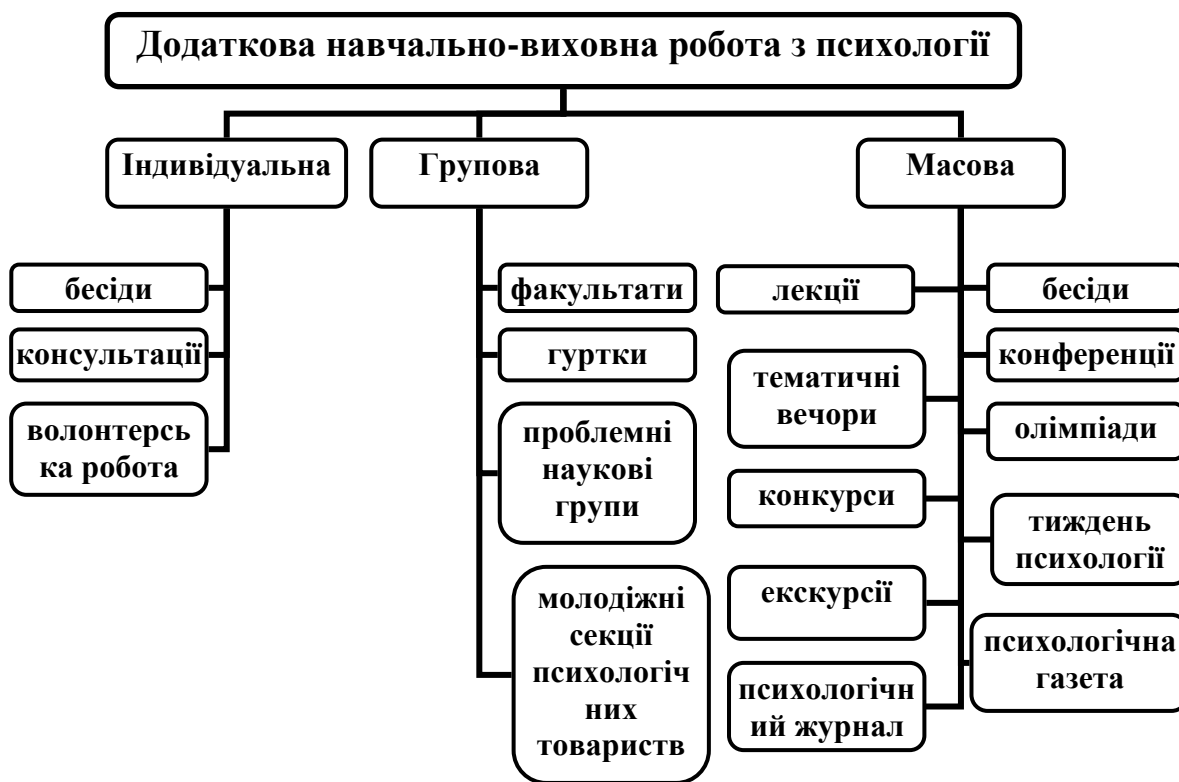 Додаткова навчально-виховна робота з психології
Індивідуальна
Групова
Масова
бесіди
консультації
волонтерсь
ка робота
факультати
гуртки
проблемні
наукові
групи
молодіжні
секції
психологіч
них
товариств
лекції
тематичні
вечори
конкурси
екскурсії
психологічн
ий журнал
бесіди
конференції
олімпіади
тиждень
психології
психологічна
газета